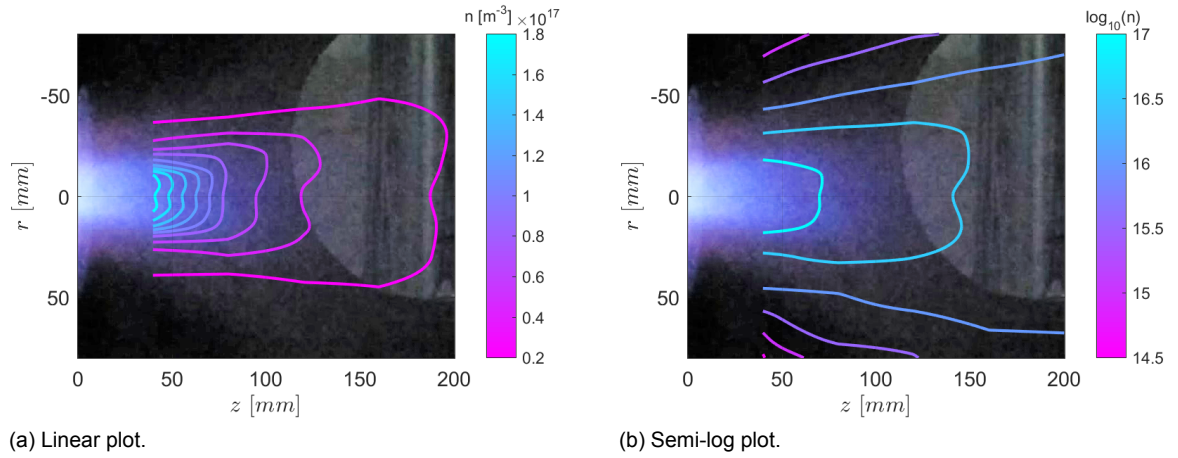 n [m⁻³] ×10¹⁷
1.8
1.6
1.4
1.2
1
0.8
0.6
0.4
0.2
-50
0
50
r [mm]
0 50 100 150 200
z [mm]
(a) Linear plot.
log₁₀(n)
17
16.5
16
15.5
15
14.5
-50
0
50
r [mm]
0 50 100 150 200
z [mm]
(b) Semi-log plot.